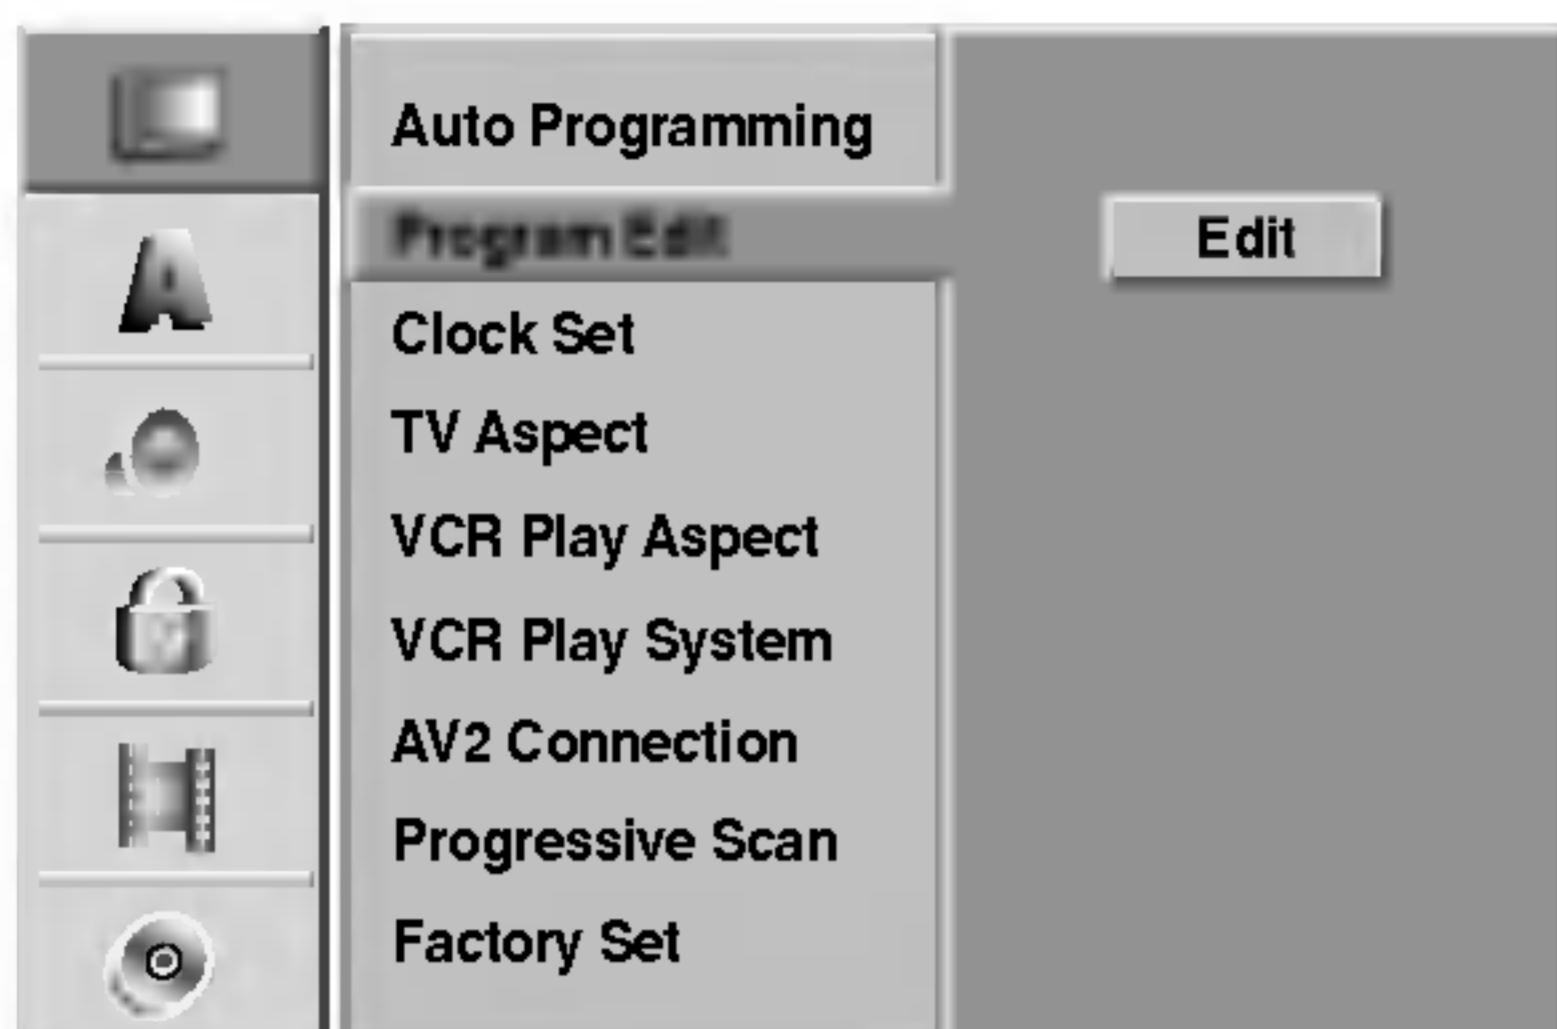 Auto Programming
Program Edit
Edit
Clock Set
TV Aspect
VCR Play Aspect
VCR Play System
AV2 Connection
Progressive Scan
Factory Set